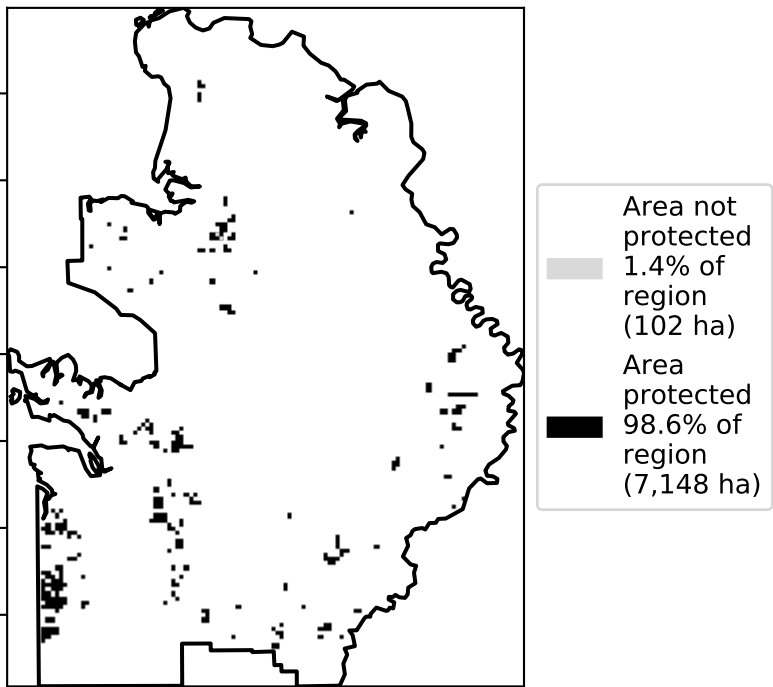 Area not
protected
1.4% of
region
(102 ha)
Area
protected
98.6% of
region
(7,148 ha)